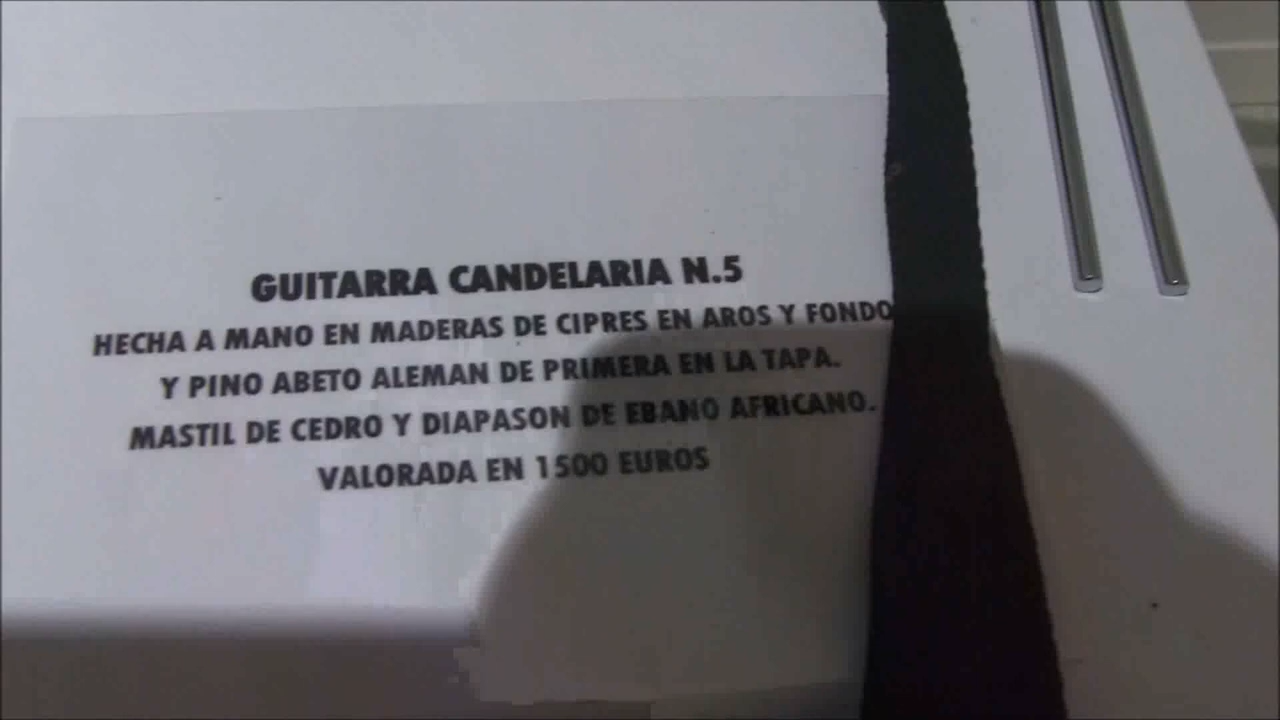 GUITARRA CANDELARIA N.5
HECHA A MANO EN MADERAS DE CIPRES EN AROS Y FONDO
Y PINO ABETO ALEMAN DE PRIMERA EN LA TAPA.
MASTIL DE CEDRO Y DIAPASON DE EBANO AFRICANO.
VALORADA EN 1500 EUROS